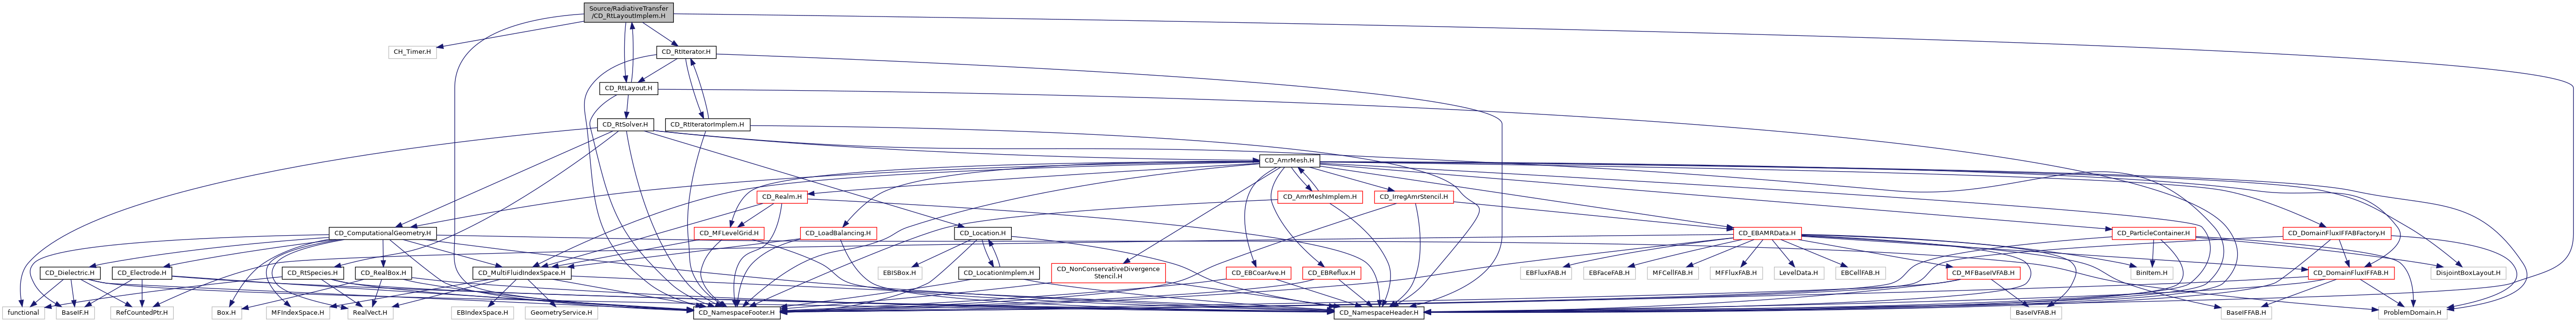 Source/RadiativeTransfer
/CD_RtLayoutImplem.H
CH_Timer.H
CD_RtIterator.H
CD_RtLayout.H
CD_RtSolver.H
CD_RtIteratorImplem.H
CD_AmrMesh.H
CD_Realm.H
CD_AmrMeshImplem.H
CD_IrregAmrStencil.H
CD_ComputationalGeometry.H
CD_MFLevelGrid.H
CD_LoadBalancing.H
CD_Location.H
CD_EBAMRData.H
CD_ParticleContainer.H
CD_DomainFluxIFFABFactory.H
CD_Dielectric.H
CD_Electrode.H
CD_RtSpecies.H
CD_RealBox.H
CD_MultiFluidIndexSpace.H
EBISBox.H
CD_LocationImplem.H
CD_NonConservativeDivergence
Stencil.H
CD_EBCoarAve.H
CD_EBReflux.H
EBFluxFAB.H
EBFaceFAB.H
MFCellFAB.H
MFFluxFAB.H
LevelData.H
EBCellFAB.H
CD_MFBaseIVFAB.H
BinItem.H
CD_DomainFluxIFFAB.H
DisjointBoxLayout.H
functional
BaseIF.H
RefCountedPtr.H
Box.H
MFIndexSpace.H
RealVect.H
EBIndexSpace.H
GeometryService.H
CD_NamespaceFooter.H
CD_NamespaceHeader.H
BaseIVFAB.H
BaseIFFAB.H
ProblemDomain.H